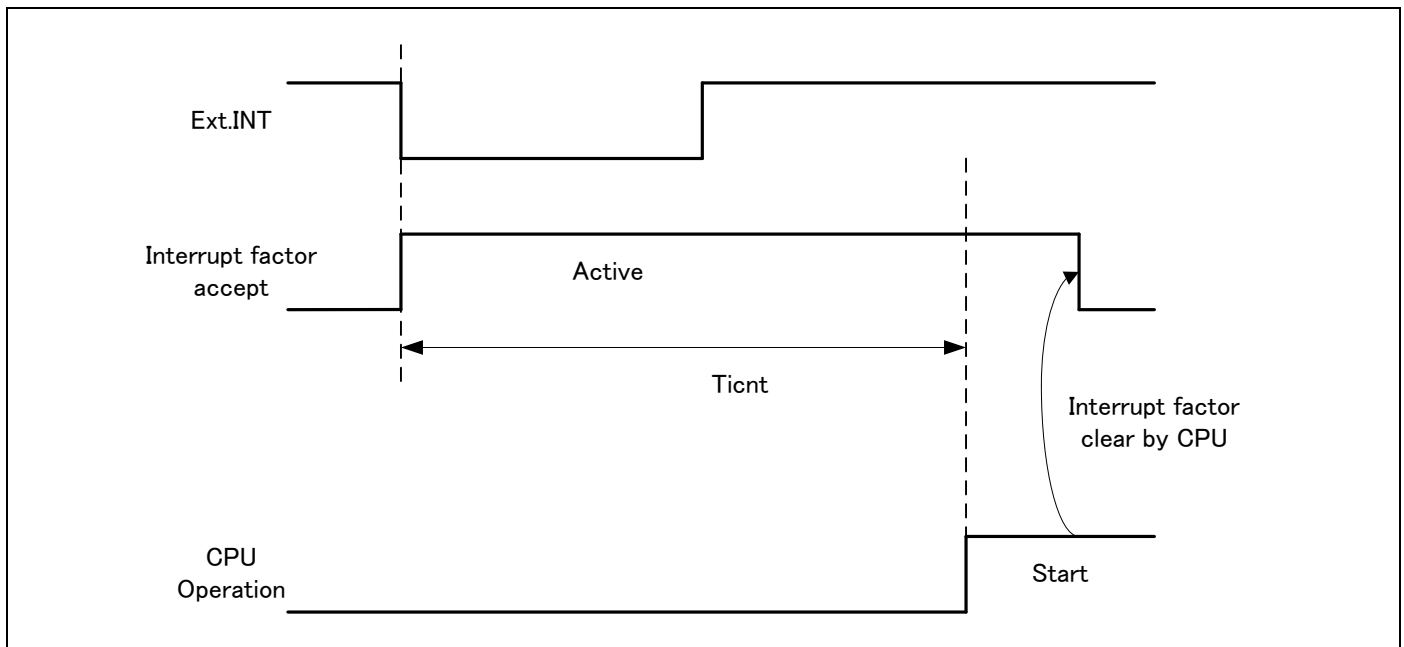 Ext.INT
Interrupt factor
accept
Active
Ticnt
Interrupt factor
clear by CPU
CPU
Operation
Start